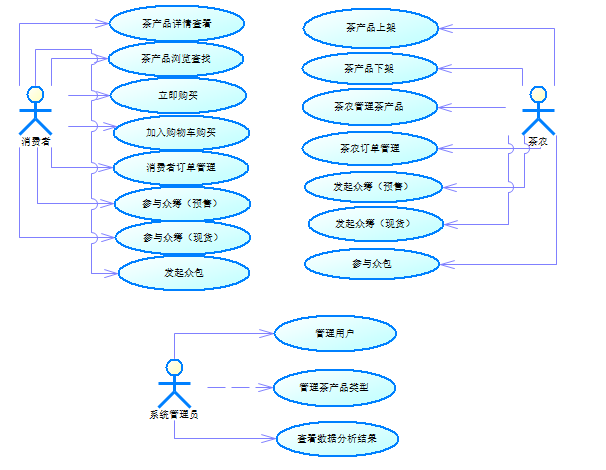 茶产品详情查看
茶产品浏览查找
立即购买
加入购物车购买
消费者
消费者订单管理
参与众筹（预售）
参与众筹（现货）
发起众包
茶产品上架
茶产品下架
茶农管理茶产品
茶农
茶农订单管理
发起众筹（预售）
发起众筹（现货）
参与众包
管理用户
管理茶产品类型
系统管理员
查看数据分析结果